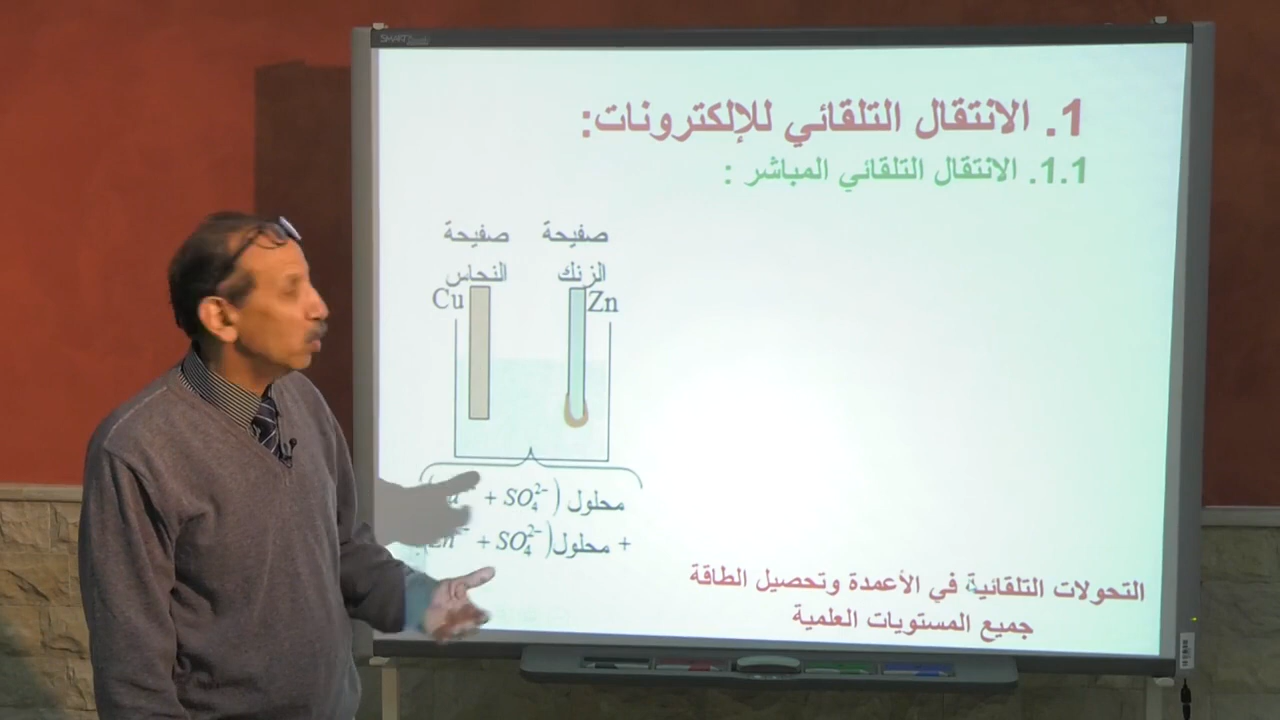 SMART
1. الانتقال التلقائي للإلكترونات:
1.1. الانتقال التلقائي المباشر :
صفيحة الزنك
Zn
صفيحة النحاس
Cu
محلول ( + SO₄²⁻)
+ محلول ( + SO₄²⁻)
التحولات التلقائية في الأعمدة وتحصيل الطاقة
جميع المستويات العلمية